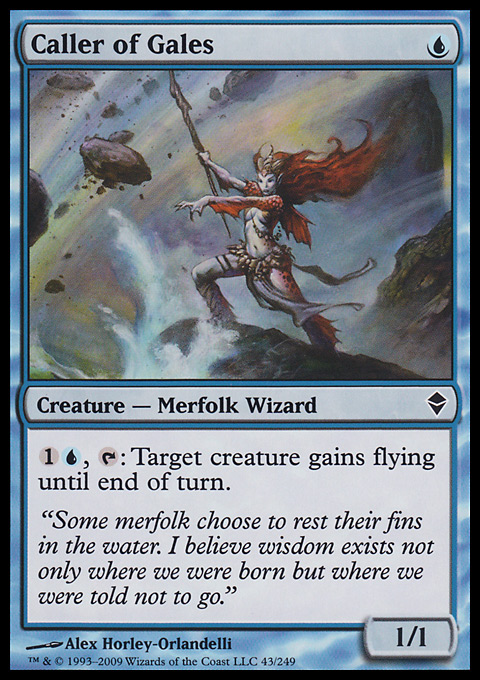 Caller of Gales
Creature — Merfolk Wizard
1, : Target creature gains flying
until end of turn.
“Some merfolk choose to rest their fins
in the water. I believe wisdom exists not
only where we were born but where we
were told not to go.”
Alex Horley-Orlandelli
1/1
™ & © 1993–2009 Wizards of the Coast LLC 43/249